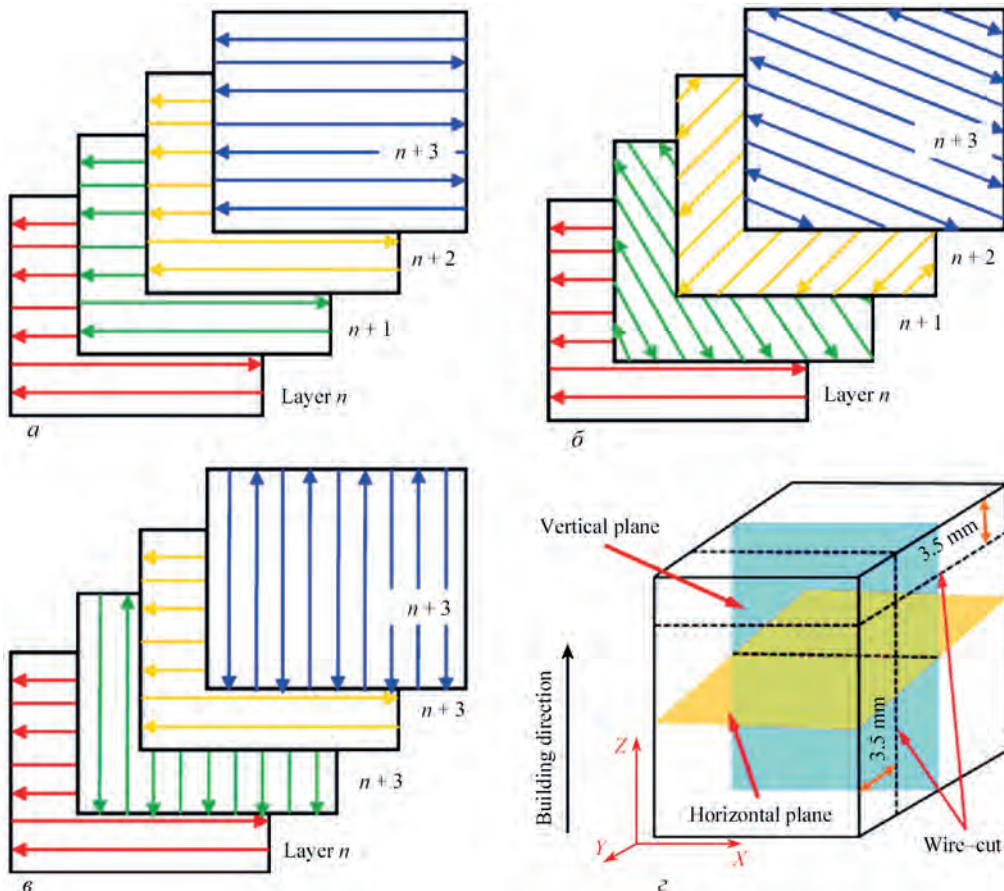 n + 3
n + 2
n + 1
Layer n
а
n + 3
n + 2
n + 1
Layer n
б
n + 3
n + 3
n + 3
Layer n
в
Vertical plane
3.5 mm
Building direction
3.5 mm
Z
Horizontal plane
Y
X
Wire–cut
г